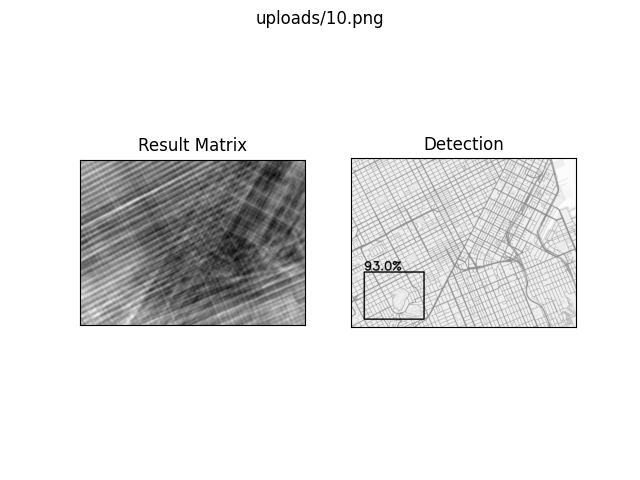 uploads/10.png
Result Matrix
Detection
93.0%